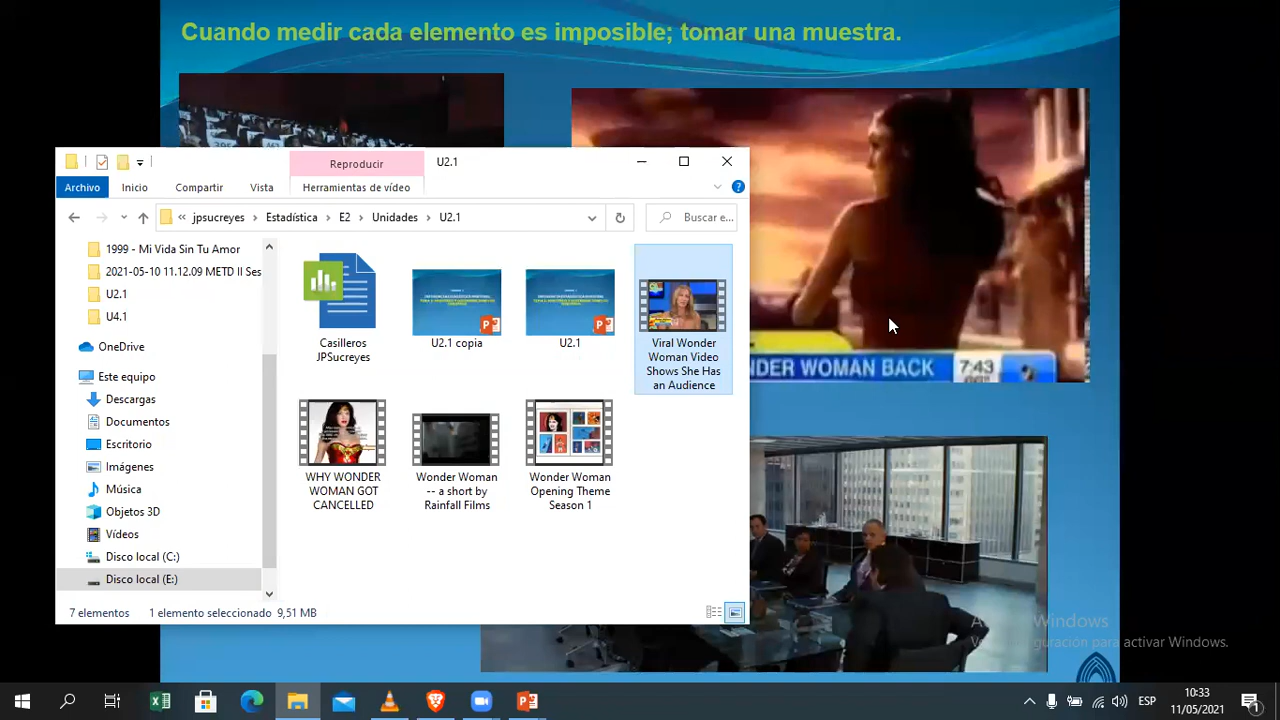 Cuando medir cada elemento es imposible; tomar una muestra.
Reproducir
U2.1
Archivo
Inicio
Compartir
Vista
Herramientas de vídeo
« jpsucreyes > Estadística > E2 > Unidades > U2.1
Buscar e...
1999 - Mi Vida Sin Tu Amor
2021-05-10 11.12.09 METD II Ses
U2.1
U4.1
OneDrive
Este equipo
Descargas
Documentos
Escritorio
Imágenes
Música
Objetos 3D
Vídeos
Disco local (C:)
Disco local (E:)
Casilleros
JPSucreyes
U2.1 copia
U2.1
Viral Wonder
Woman Video
Shows She Has
an Audience
WHY WONDER
WOMAN GOT
CANCELLED
Wonder Woman
-- a short by
Rainfall Films
Wonder Woman
Opening Theme
Season 1
7 elementos
1 elemento seleccionado 9,51 MB
NDER WOMAN BACK
7:43
Windows
para activar Windows.
ESP
10:33
11/05/2021
1